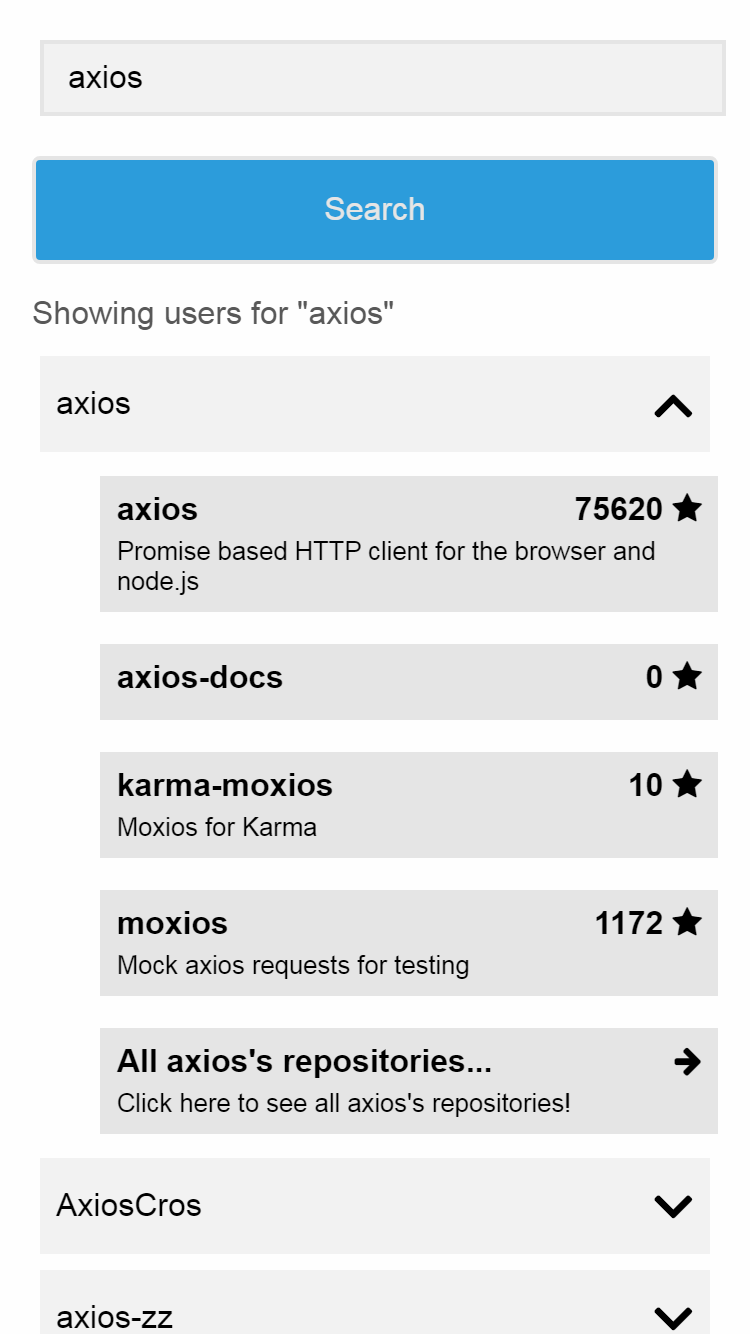 axios
Search
Showing users for "axios"
axios
axios 75620
Promise based HTTP client for the browser and
node.js
axios-docs 0
karma-moxios 10
Moxios for Karma
moxios 1172
Mock axios requests for testing
All axios's repositories...
Click here to see all axios's repositories!
AxiosCros
axios-zz